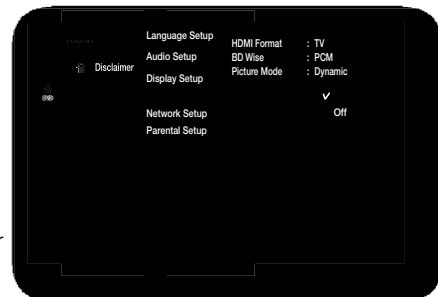 PANDORA
Disclaimer
Language Setup
Audio Setup
Display Setup
Network Setup
Parental Setup
HDMI Format : TV
BD Wise : PCM
Picture Mode : Dynamic
✓
Off